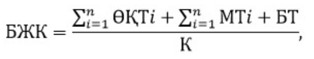 БЖК = (∑ⁿᵢ₌₁ ӨҚТi + ∑ⁿᵢ₌₁ МТi + БТ) / К,